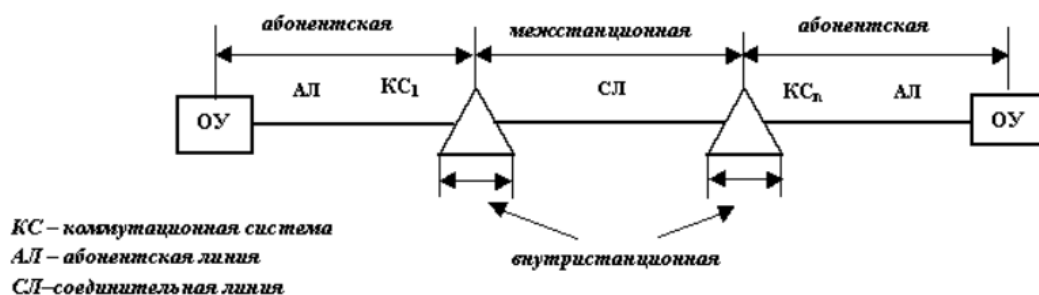 абонентская межстанционная абонентская
АЛ КС₁ СЛ КСₙ АЛ
ОУ ОУ
КС – коммутационная система
АЛ – абонентская линия внутристанционная
СЛ–соединительная линия